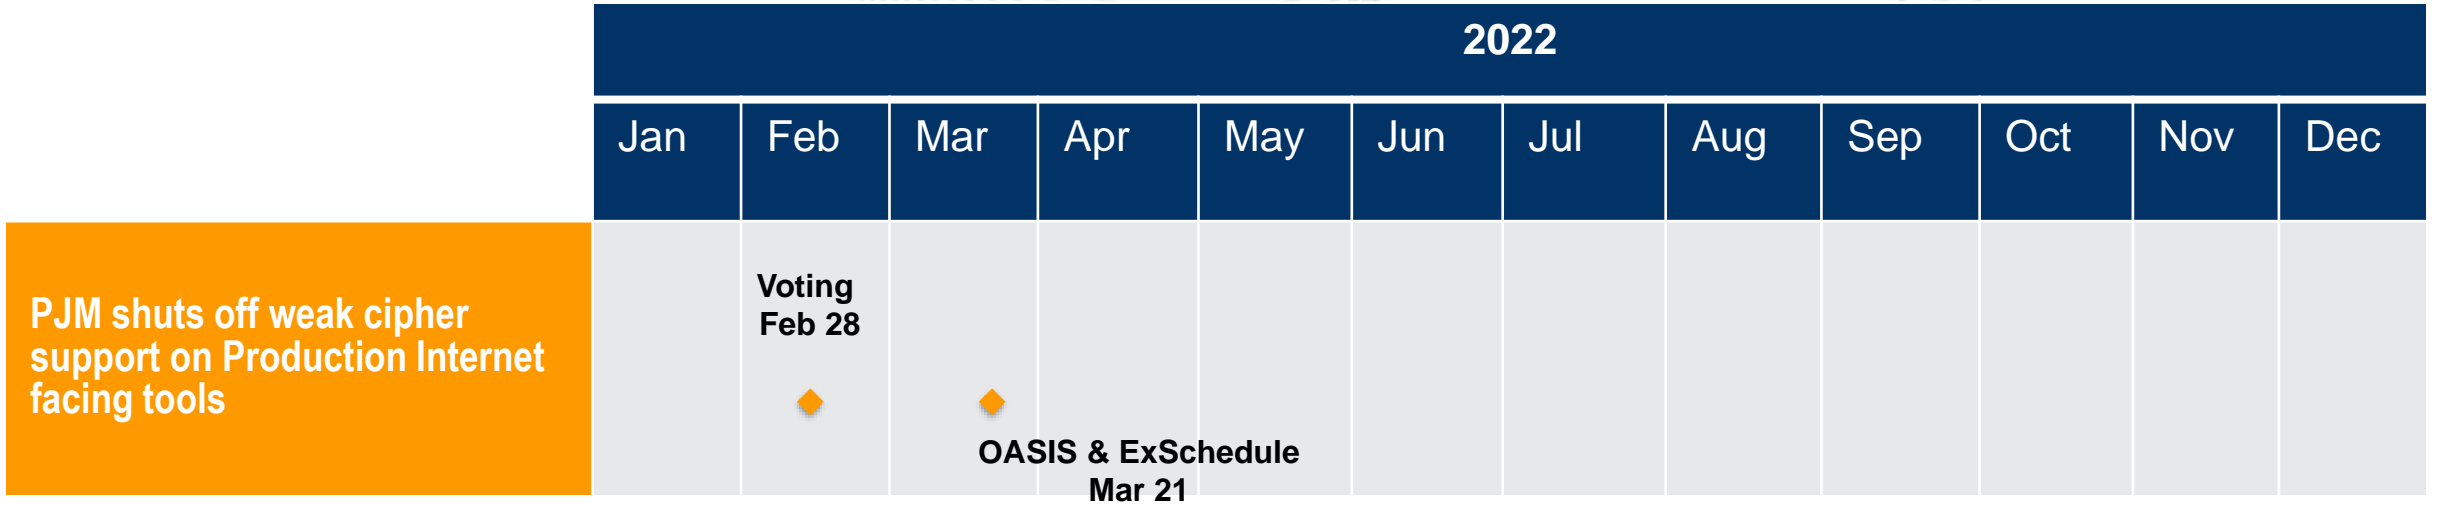 2022
Jan Feb Mar Apr May Jun Jul Aug Sep Oct Nov Dec
PJM shuts off weak cipher
support on Production Internet
facing tools
Voting
Feb 28
OASIS & ExSchedule
Mar 21